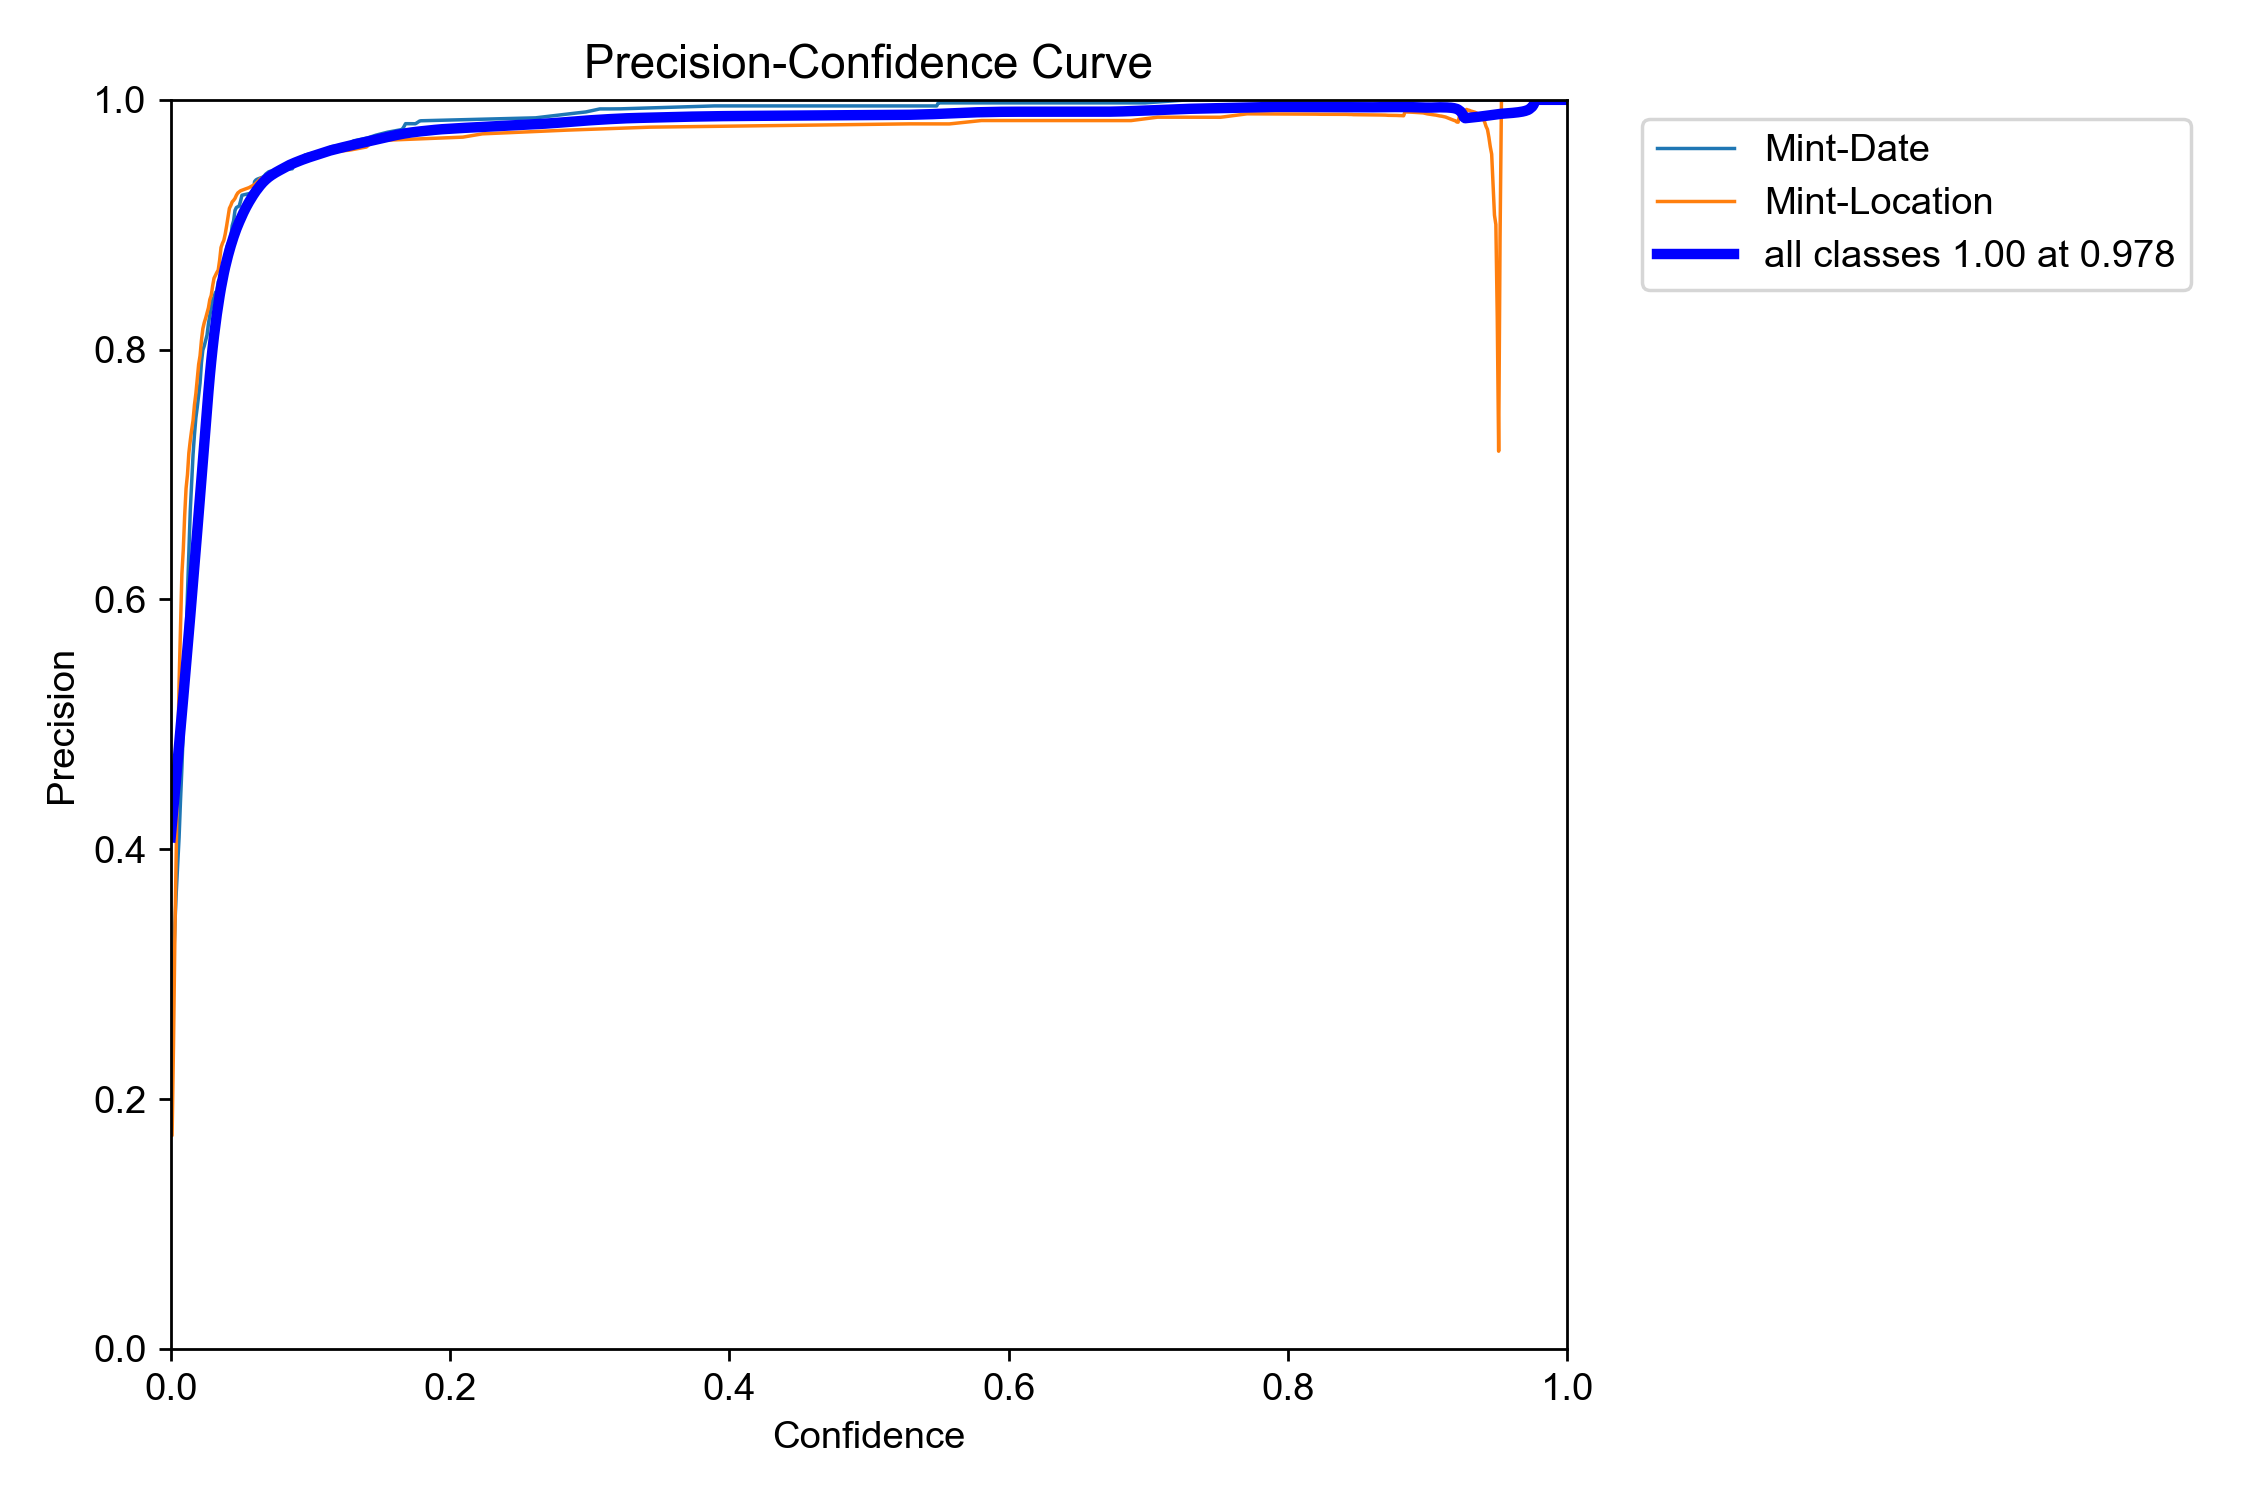 Precision-Confidence Curve
1.0
0.8
0.6
0.4
0.2
0.0
Precision
0.0 0.2 0.4 0.6 0.8 1.0
Confidence
Mint-Date
Mint-Location
all classes 1.00 at 0.978